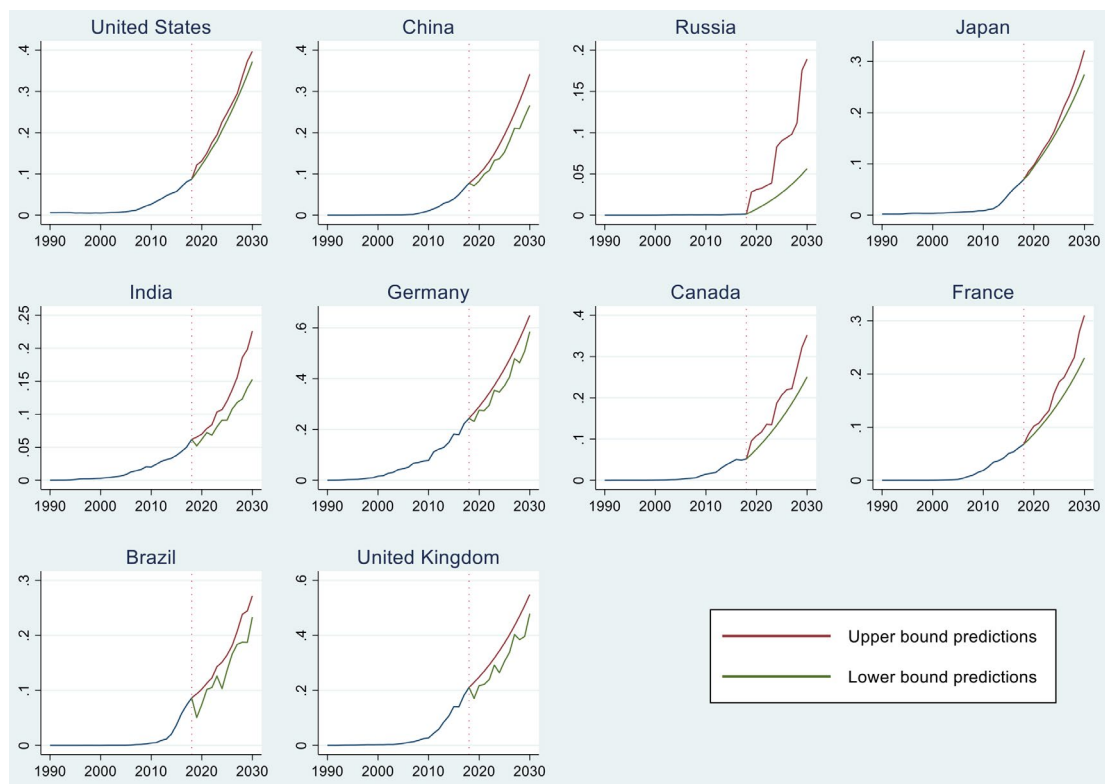 United States
.4
.3
.2
.1
0
1990 2000 2010 2020 2030
China
.4
.3
.2
.1
0
1990 2000 2010 2020 2030
Russia
.2
.15
.1
.05
0
1990 2000 2010 2020 2030
Japan
.3
.2
.1
0
1990 2000 2010 2020 2030
India
.25
.2
.15
.1
.05
0
1990 2000 2010 2020 2030
Germany
.6
.4
.2
0
1990 2000 2010 2020 2030
Canada
.4
.3
.2
.1
0
1990 2000 2010 2020 2030
France
.3
.2
.1
0
1990 2000 2010 2020 2030
Brazil
.3
.2
.1
0
1990 2000 2010 2020 2030
United Kingdom
.6
.4
.2
0
1990 2000 2010 2020 2030
Upper bound predictions
Lower bound predictions